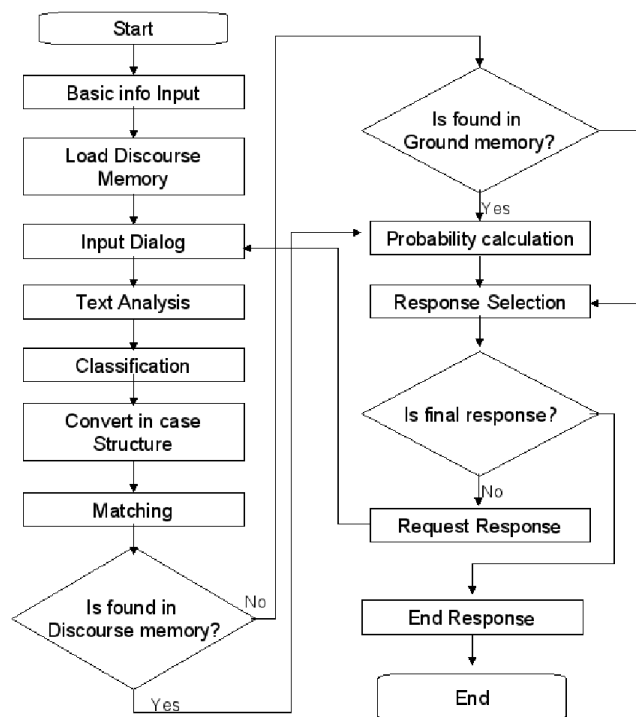 Start
Basic info Input
Load Discourse
Memory
Input Dialog
Text Analysis
Classification
Convert in case
Structure
Matching
Is found in
Discourse memory?
No
Yes
Is found in
Ground memory?
Yes
Probability calculation
Response Selection
Is final response?
No
Request Response
End Response
End